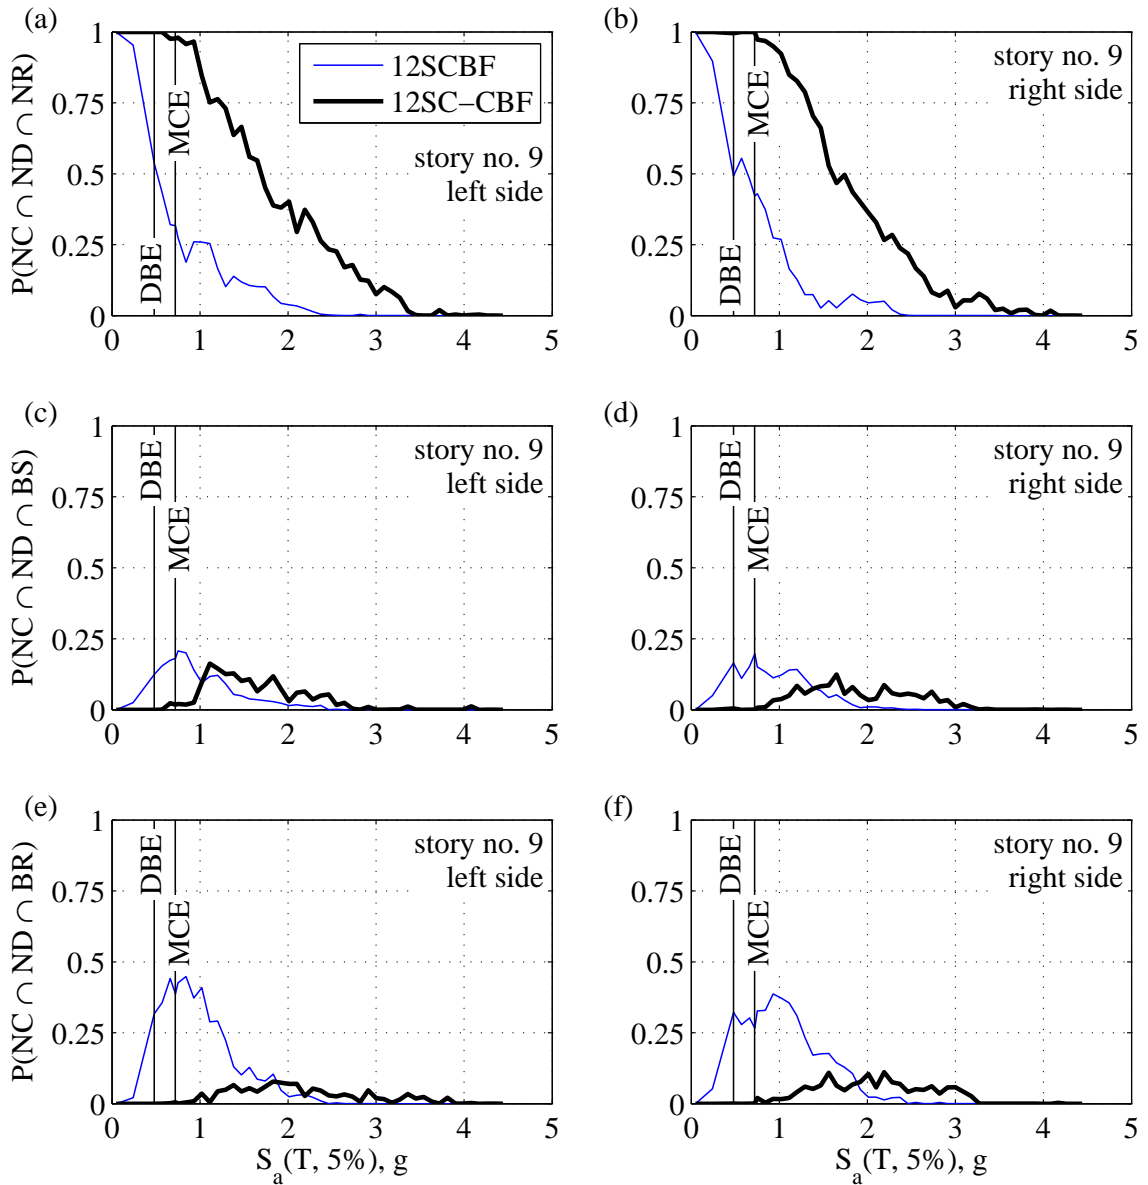 (a)
1
0.75
0.5
0.25
0
P(NC ∩ ND ∩ NR)
DBE
MCE
12SCBF
12SC−CBF
story no. 9
left side
0 1 2 3 4 5
(b)
1
0.75
0.5
0.25
0
DBE
MCE
story no. 9
right side
0 1 2 3 4 5
(c)
1
0.75
0.5
0.25
0
P(NC ∩ ND ∩ BS)
DBE
MCE
story no. 9
left side
0 1 2 3 4 5
(d)
1
0.75
0.5
0.25
0
DBE
MCE
story no. 9
right side
0 1 2 3 4 5
(e)
1
0.75
0.5
0.25
0
P(NC ∩ ND ∩ BR)
DBE
MCE
story no. 9
left side
0 1 2 3 4 5
S_a(T, 5%), g
(f)
1
0.75
0.5
0.25
0
DBE
MCE
story no. 9
right side
0 1 2 3 4 5
S_a(T, 5%), g